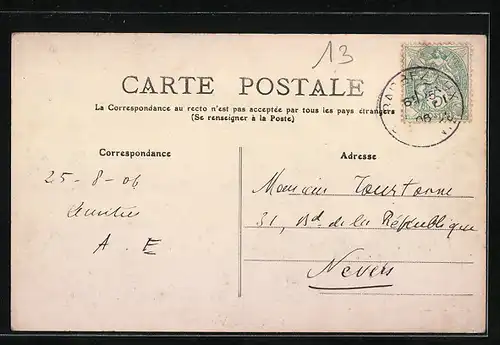 13
CARTE POSTALE
La Correspondance au recto n'est pas acceptée par tous les pays étrangers
(Se renseigner à la Poste)
Correspondance
Adresse
25-8-06
Amitiés
A. E
Monsieur Tourtonne
31, Bd de la République
Nevers